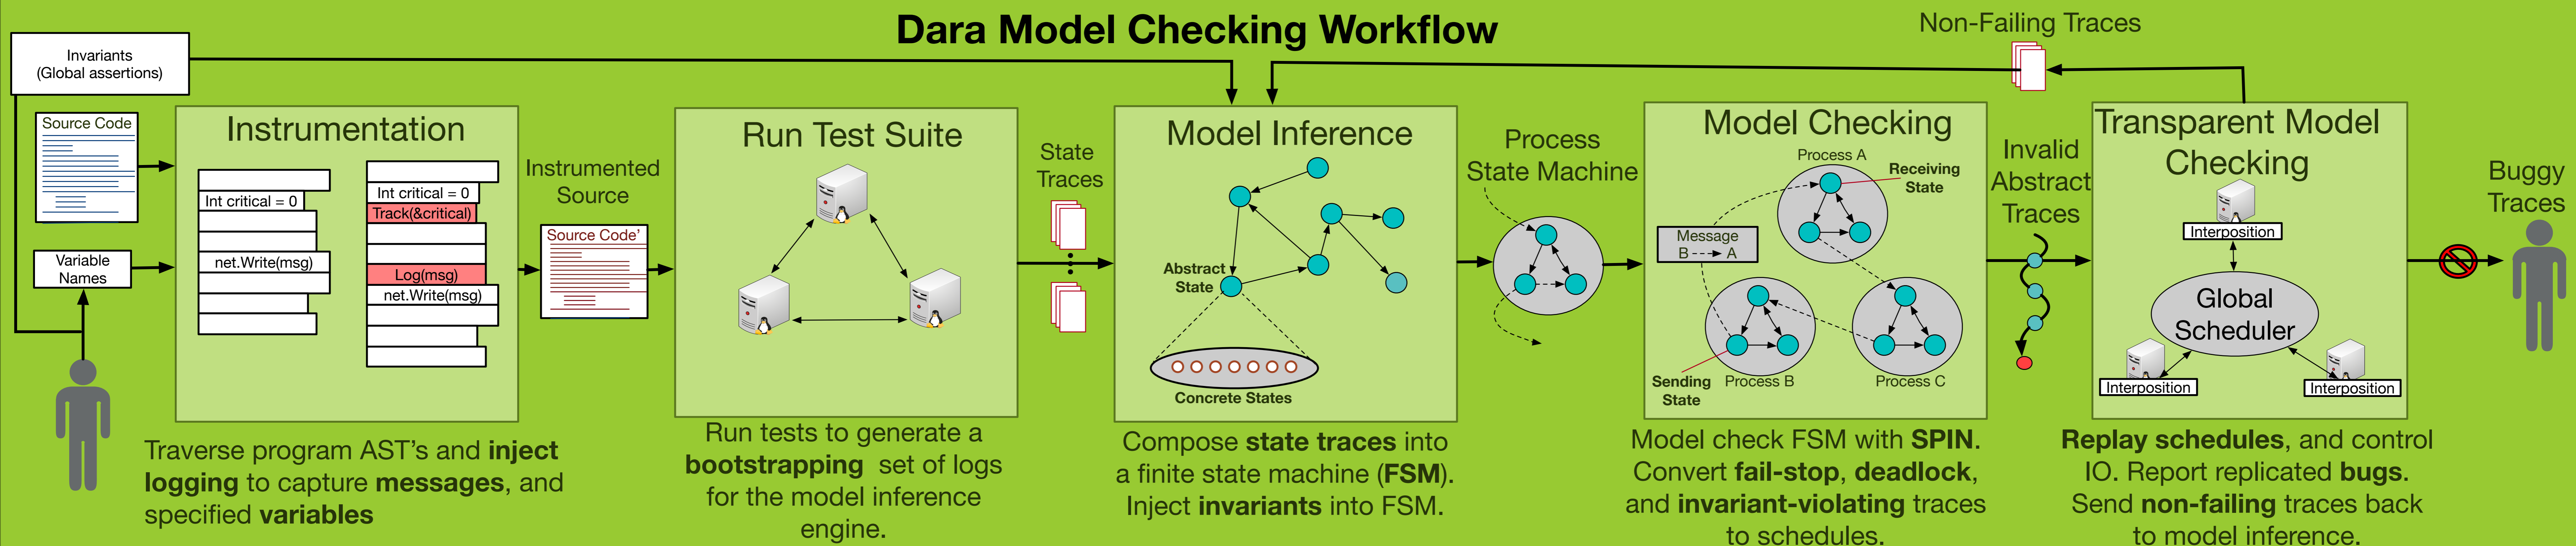 Dara Model Checking Workflow
Non-Failing Traces
Invariants
(Global assertions)
Source Code
Variable
Names
Instrumentation
Int critical = 0
net.Write(msg)
Int critical = 0
Track(&critical)
Log(msg)
net.Write(msg)
Traverse program AST's and inject
logging to capture messages, and
specified variables
Instrumented
Source
Source Code'
Run Test Suite
Run tests to generate a
bootstrapping set of logs
for the model inference
engine.
State
Traces
Model Inference
Abstract
State
Concrete States
Compose state traces into
a finite state machine (FSM).
Inject invariants into FSM.
Process
State Machine
Model Checking
Process A
Receiving
State
Message
B A
Sending
State
Process B
Process C
Model check FSM with SPIN.
Convert fail-stop, deadlock,
and invariant-violating traces
to schedules.
Invalid
Abstract
Traces
Transparent Model
Checking
Interposition
Global
Scheduler
Interposition
Interposition
Replay schedules, and control
IO. Report replicated bugs.
Send non-failing traces back
to model inference.
Buggy
Traces